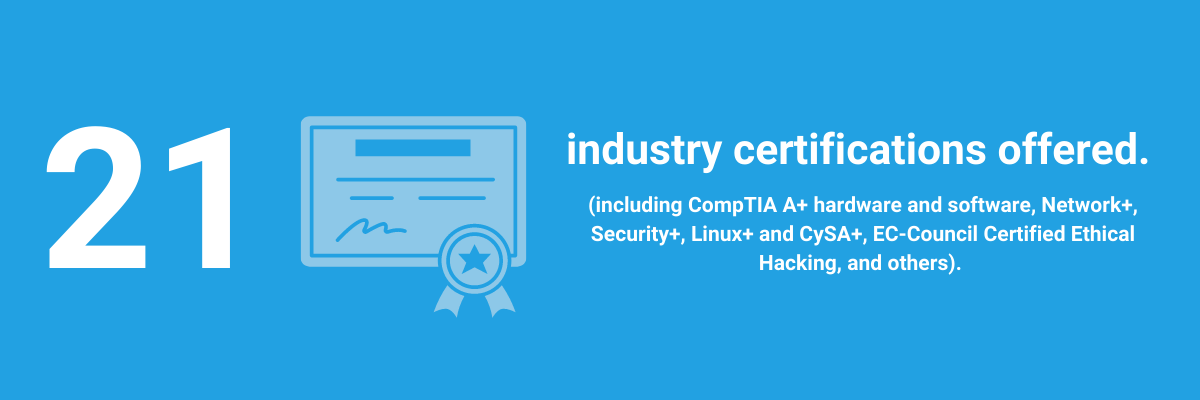 21
industry certifications offered.
(including CompTIA A+ hardware and software, Network+,
Security+, Linux+ and CySA+, EC-Council Certified Ethical
Hacking, and others).